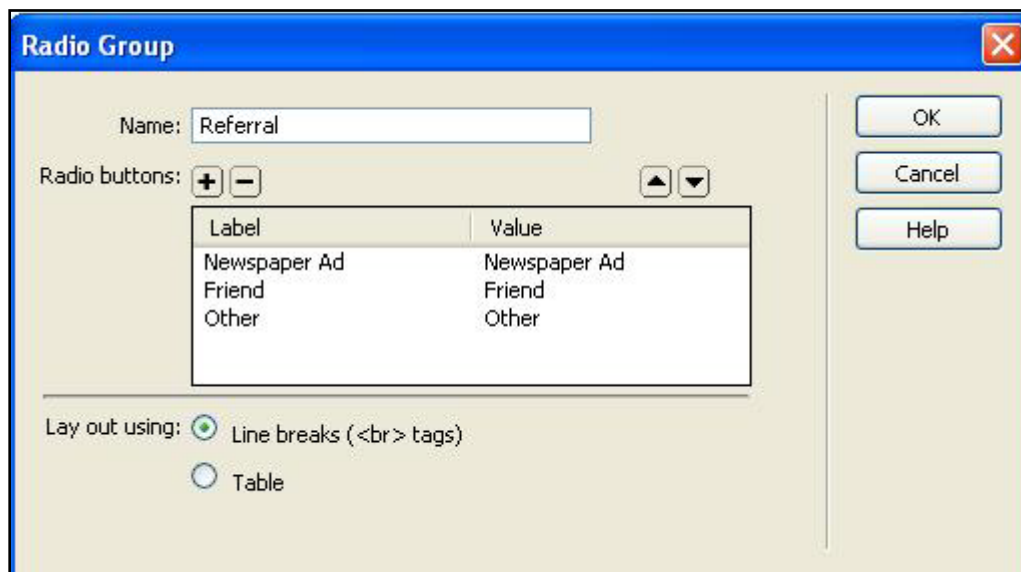 Radio Group
Name: Referral
OK
Radio buttons:
Cancel
Help
Label Value
Newspaper Ad Newspaper Ad
Friend Friend
Other Other
Lay out using: Line breaks (<br> tags)
Table